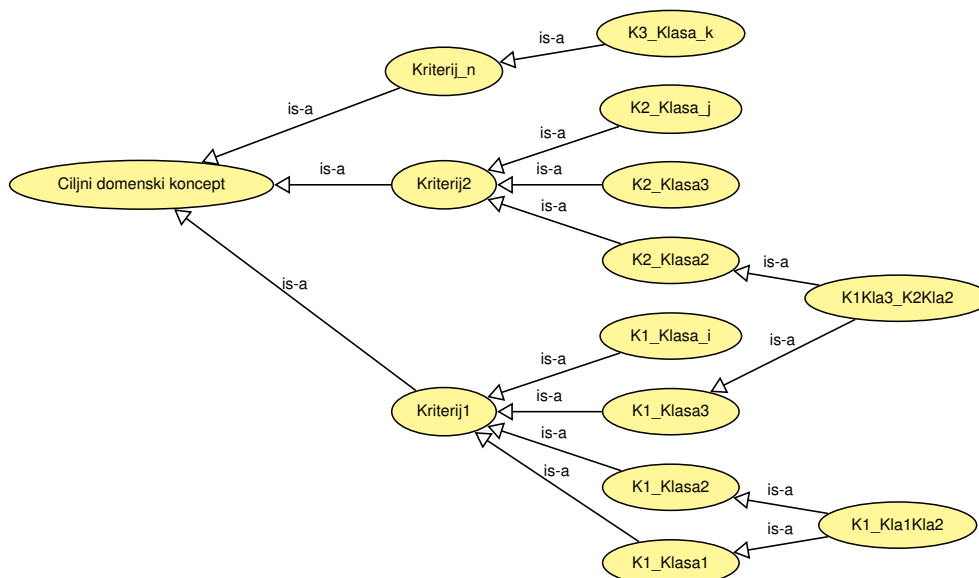 K3_Klasa_k
is-a
Kriterij_n
is-a
K2_Klasa_j
is-a
Ciljni domenski koncept
is-a
Kriterij2
is-a
K2_Klasa3
is-a
K2_Klasa2
is-a
K1Kla3_K2Kla2
is-a
K1_Klasa_i
is-a
is-a
Kriterij1
is-a
K1_Klasa3
is-a
K1_Klasa2
is-a
is-a
K1_Kla1Kla2
is-a
K1_Klasa1